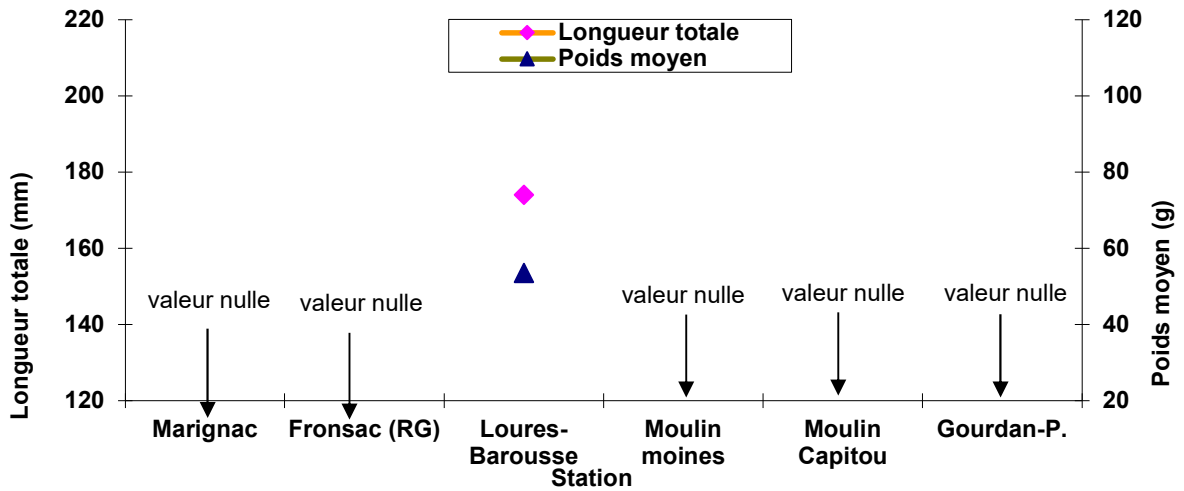 220
200
180
160
140
120
Longueur totale (mm)
Longueur totale
Poids moyen
120
100
80
60
40
20
Poids moyen (g)
valeur nulle
valeur nulle
valeur nulle
valeur nulle
valeur nulle
Marignac
Fronsac (RG)
Loures-
Barousse
Moulin
moines
Moulin
Capitou
Gourdan-P.
Station